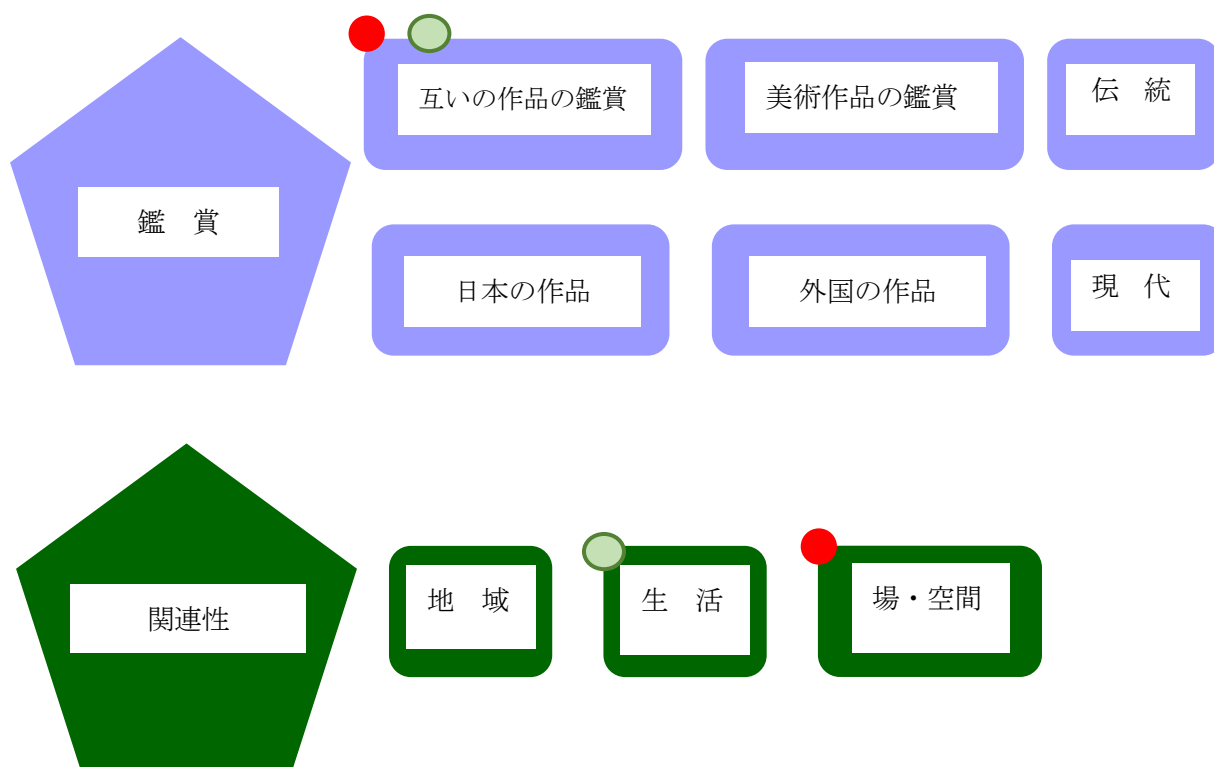 互いの作品の鑑賞
美術作品の鑑賞
伝　統
鑑　賞
日本の作品
外国の作品
現　代
関連性
地　域
生　活
場・空間